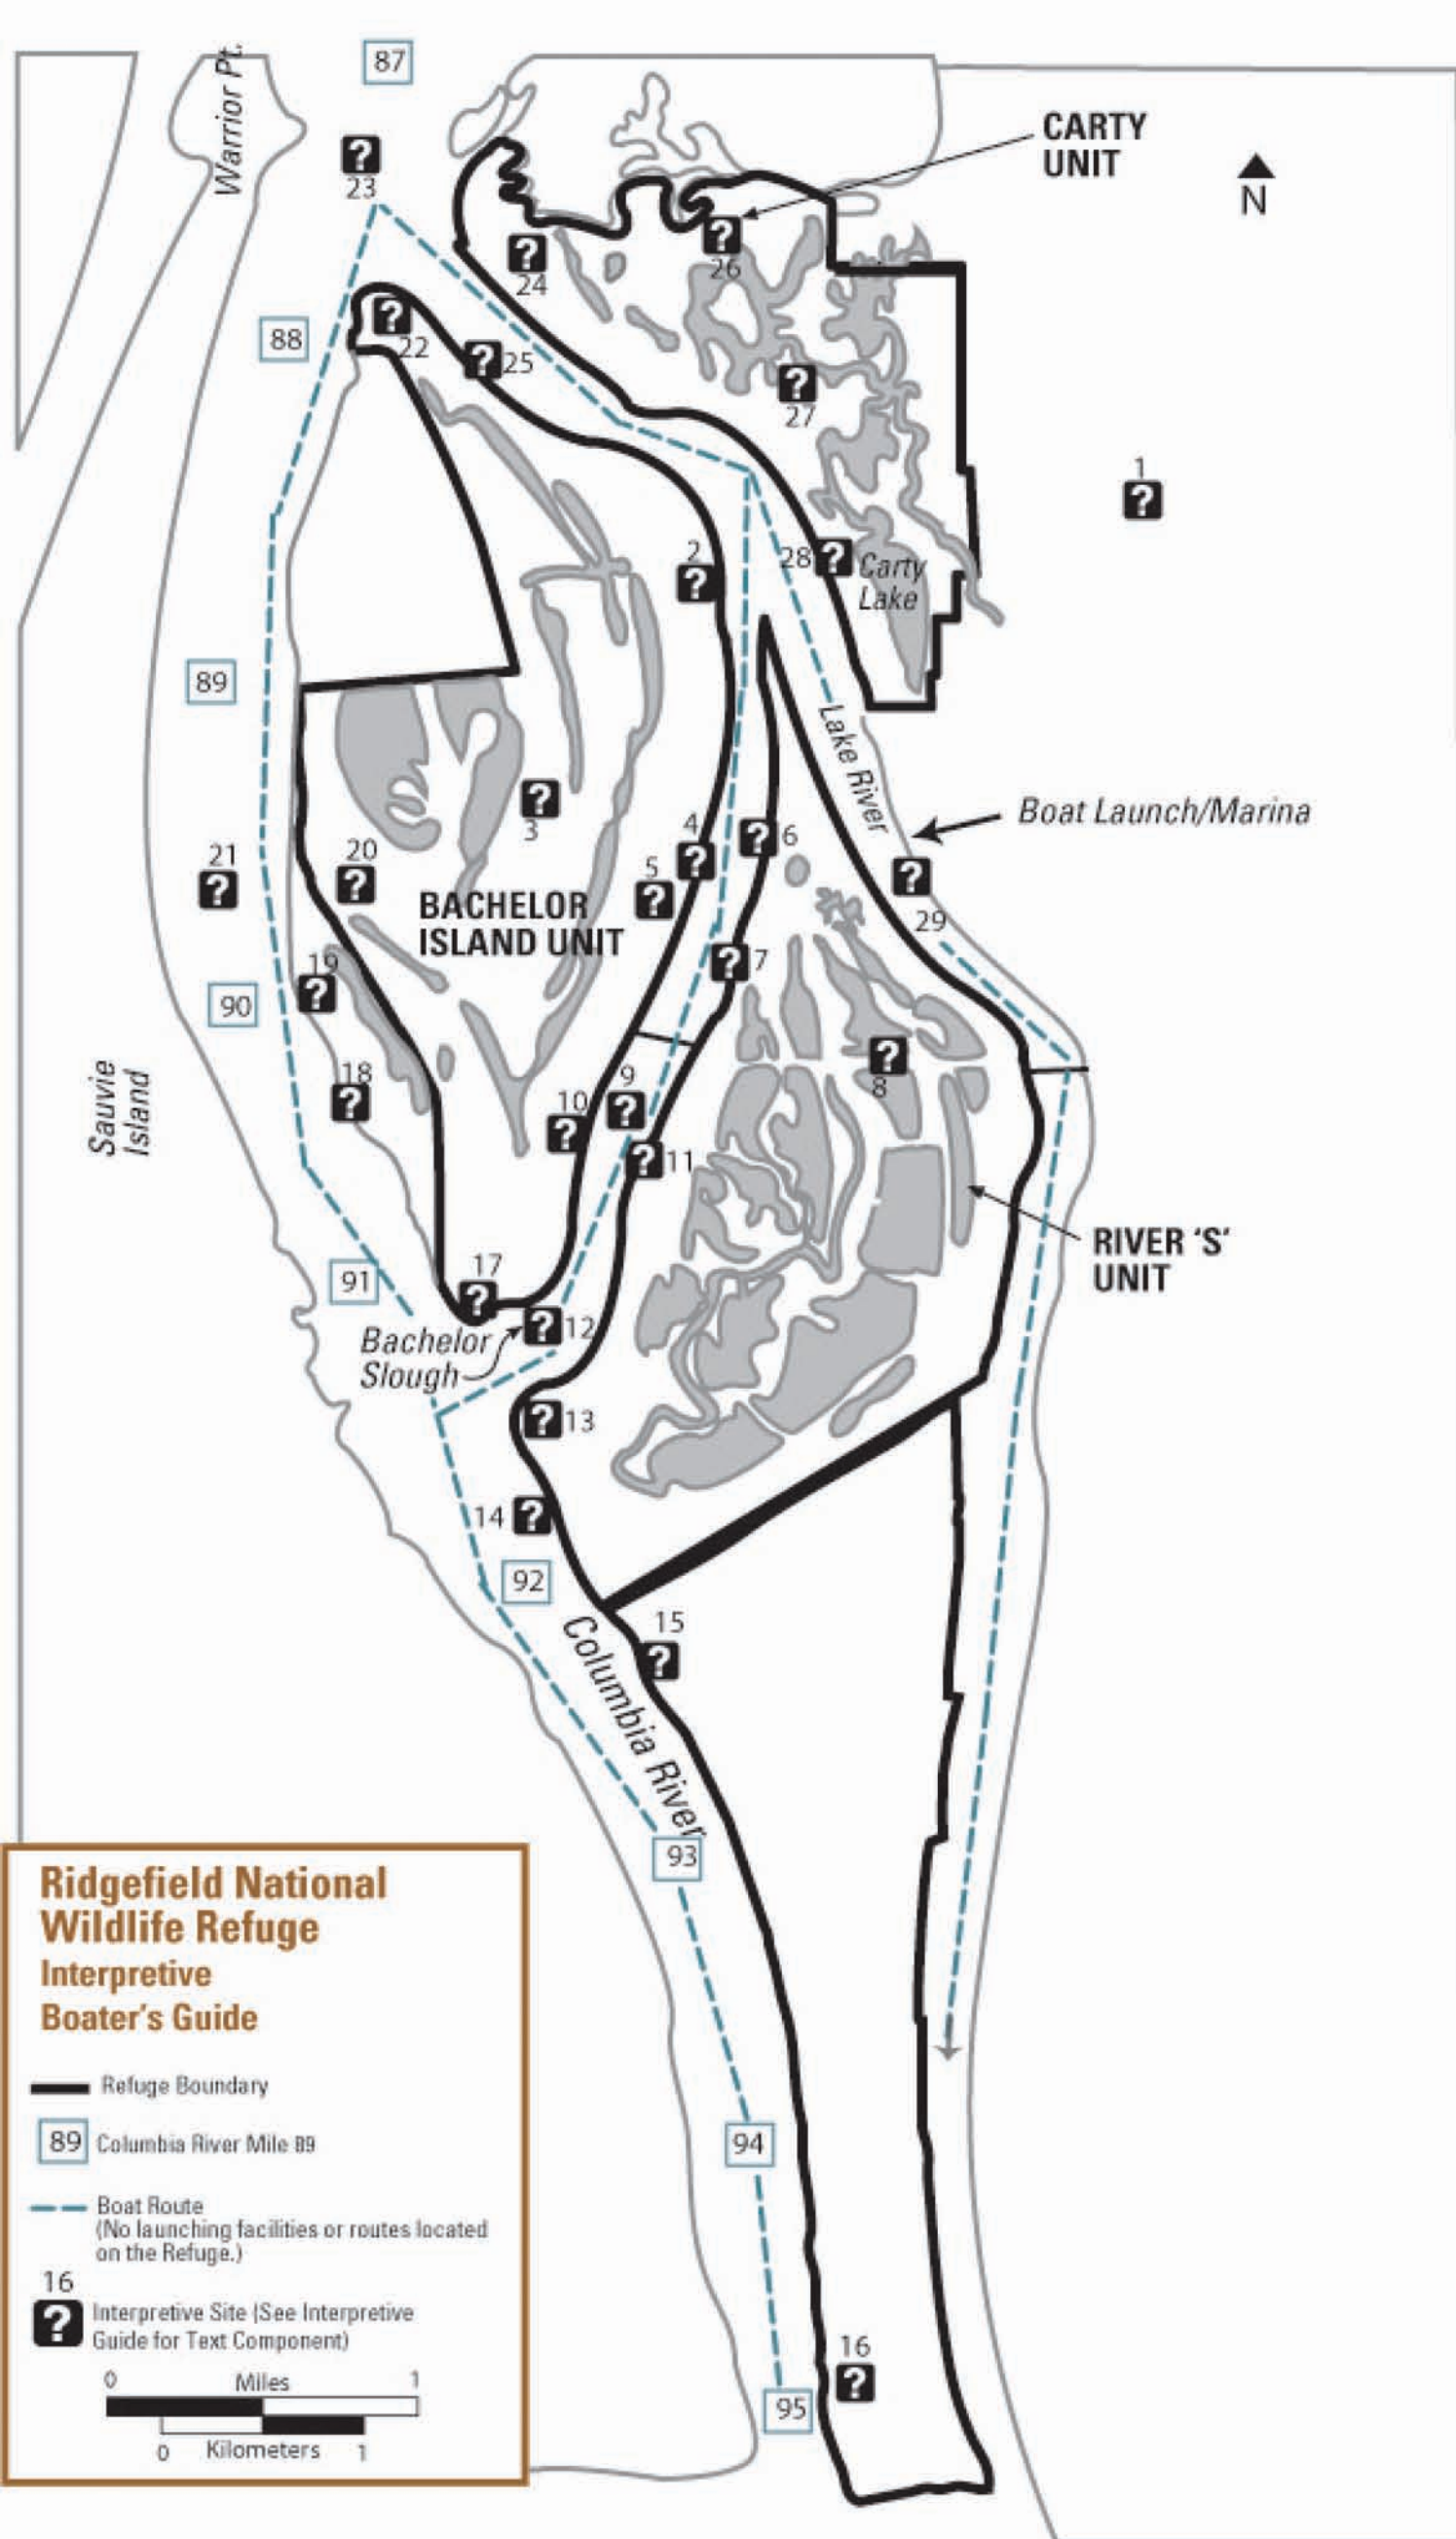 87
Warrior Pt.
CARTY
UNIT
?
23
N
?
24
?
26
88
?
22
?
25
?
27
1
?
2
?
28
?
Carty
Lake
89
Lake River
?
3
Boat Launch/Marina
4
?
?
6
21
?
20
?
5
?
?
29
BACHELOR
ISLAND UNIT
19
?
?
7
90
?
8
Sauvie
Island
18
?
9
?
10
?
?
11
RIVER ‘S’
UNIT
17
?
91
?
12
Bachelor
Slough
?
13
14
?
92
15
?
Columbia River
93
94
16
?
95
Ridgefield National
Wildlife Refuge
Interpretive
Boater's Guide
Refuge Boundary
89 Columbia River Mile 89
Boat Route
(No launching facilities or routes located
on the Refuge.)
16
? Interpretive Site (See Interpretive
Guide for Text Component)
0 Miles 1
0 Kilometers 1